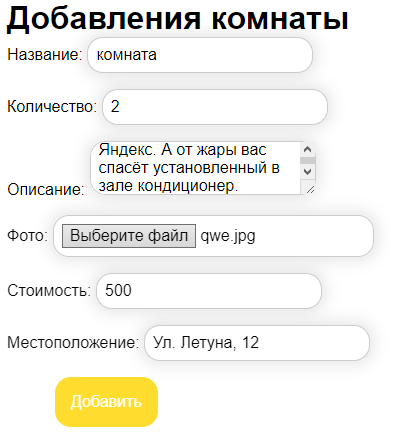 Добавления комнаты
Название: комната
Количество: 2
Яндекс. А от жары вас
спасёт установленный в
зале кондиционер.
Описание:
Фото: Выберите файл qwe.jpg
Стоимость: 500
Местоположение: Ул. Летуна, 12
Добавить